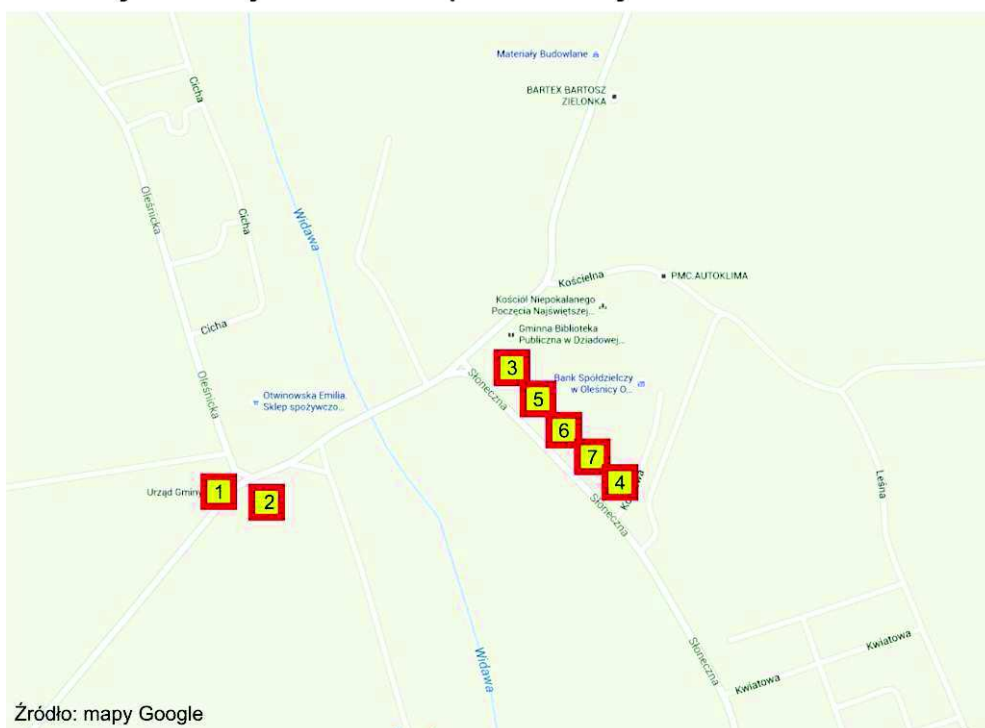 Materiały Budowlane
BARTEX BARTOSZ
ZIELONKA
Cicha
Oleśnicka
Cicha
Widawa
Kościelna
PMC.AUTOKLIMA
Kościół Niepokalanego
Poczęcia Najswiętszej...
Gminna Biblioteka
Publiczna w Dziadowej...
Cicha
3
Słoneczna
Bank Spółdzielczy
w Oleśnicy O...
Oleśnicka
Otwinowska Emilia.
Sklep spożywczo...
5
6
7
4
Leśna
Urząd Gminy
1
2
Słoneczna
Kwiatowa
Słoneczna
Widawa
Kwiatowa
Źródło: mapy Google